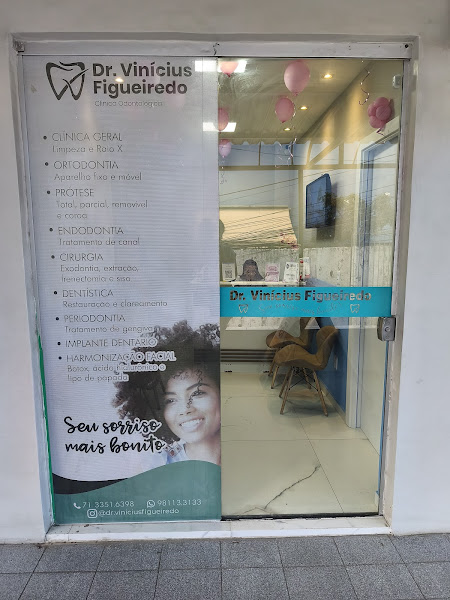 Dr. Vinícius
Figueiredo
Clínica Odontológica
• CLÍNICA GERAL
Limpeza e Raio X
• ORTODONTIA
Aparelho fixo e móvel
• PRÓTESE
Total, parcial, removível
e coroa
• ENDODONTIA
Tratamento de canal
• CIRURGIA
Exodontia, extração,
frenectomia e siso
• DENTÍSTICA
Restauração e clareamento
• PERIODONTIA
Tratamento de gengiva
• IMPLANTE DENTÁRIO
• HARMONIZAÇÃO FACIAL
Botox, ácido hialurônico e
lipo de papada
Seu sorriso
mais bonito
71 3351.6398 98113.3133
@dr.viniciusfigueiredo
Dr. Vinícius Figueiredo